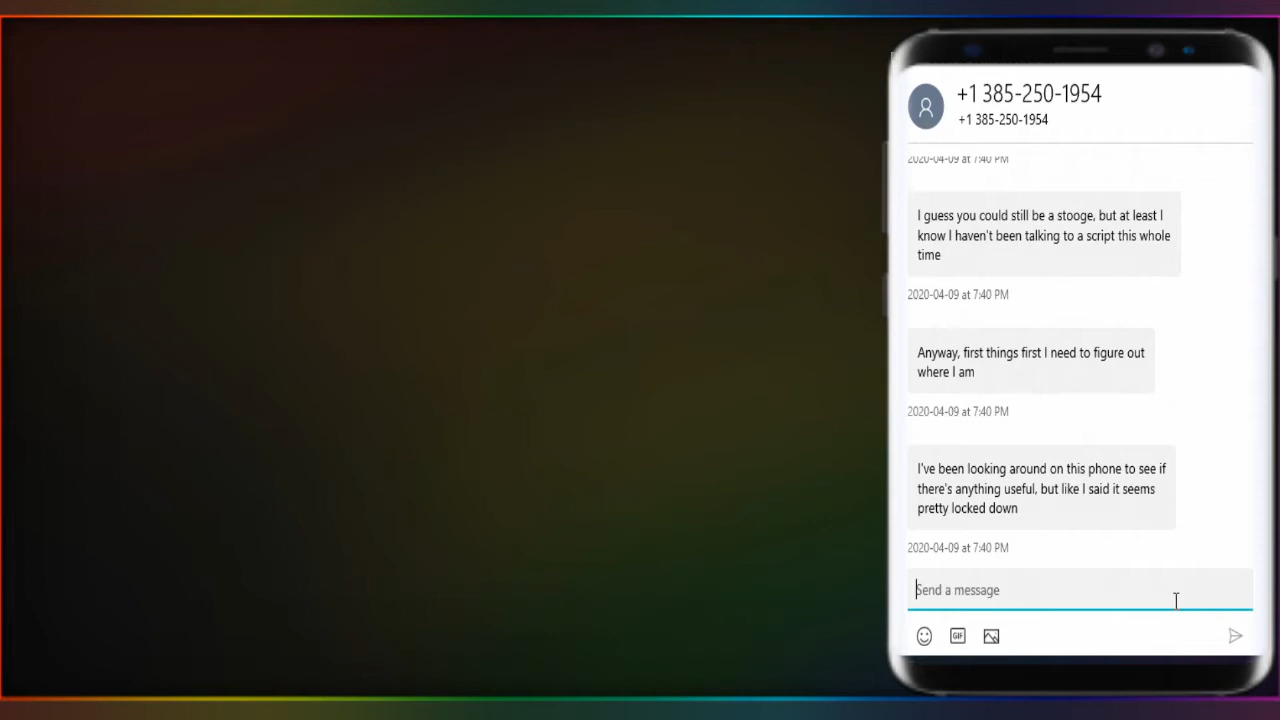 +1 385-250-1954
+1 385-250-1954
2020-04-09 at 7:40 PM
I guess you could still be a stooge, but at least I
know I haven't been talking to a script this whole
time
2020-04-09 at 7:40 PM
Anyway, first things first I need to figure out
where I am
2020-04-09 at 7:40 PM
I've been looking around on this phone to see if
there's anything useful, but like I said it seems
pretty locked down
2020-04-09 at 7:40 PM
Send a message
GIF